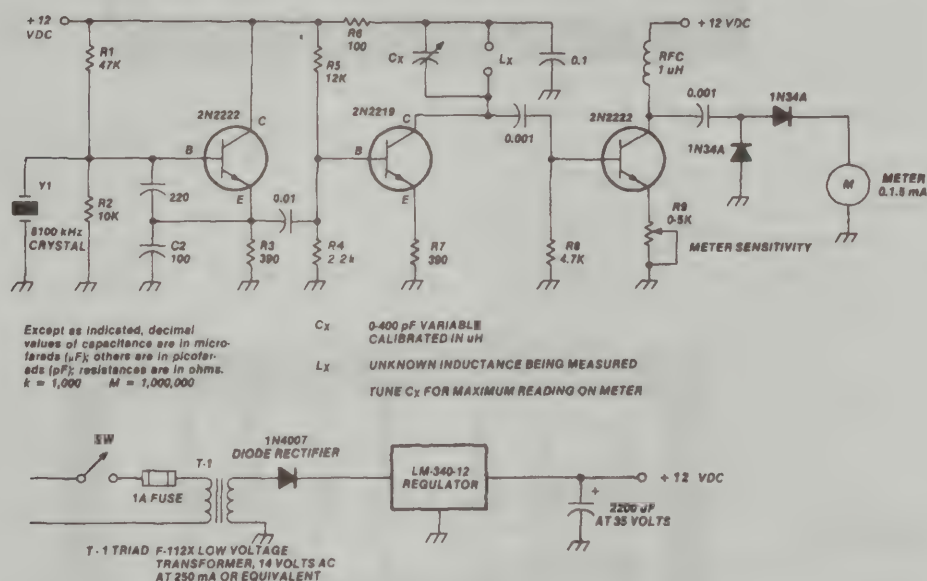 +12 VDC
R1 47K
R6 100
R5 12K
CX
LX
0.1
+12 VDC
RFC 1 uH
0.001
1N34A
2N2222
C
B
E
2N2219
C
B
E
0.001
2N2222
1N34A
M
METER 0.1.5 mA
Y1
8100 kHz CRYSTAL
R2 10K
220
C2 100
0.01
R3 390
R4 2.2k
R7 390
R8 4.7K
R9 0-5K
METER SENSITIVITY
Except as indicated, decimal
values of capacitance are in micro-
farads (µF); others are in picofar-
ads (pF); resistances are in ohms.
k = 1,000 M = 1,000,000
CX 0-400 pF VARIABLE
CALIBRATED IN uH
LX UNKNOWN INDUCTANCE BEING MEASURED
TUNE CX FOR MAXIMUM READING ON METER
SW
1A FUSE
T-1
1N4007
DIODE RECTIFIER
LM-340-12
REGULATOR
+12 VDC
+
2200 uF
AT 35 VOLTS
T-1 TRIAD F-112X LOW VOLTAGE
TRANSFORMER, 14 VOLTS AC
AT 250 mA OR EQUIVALENT